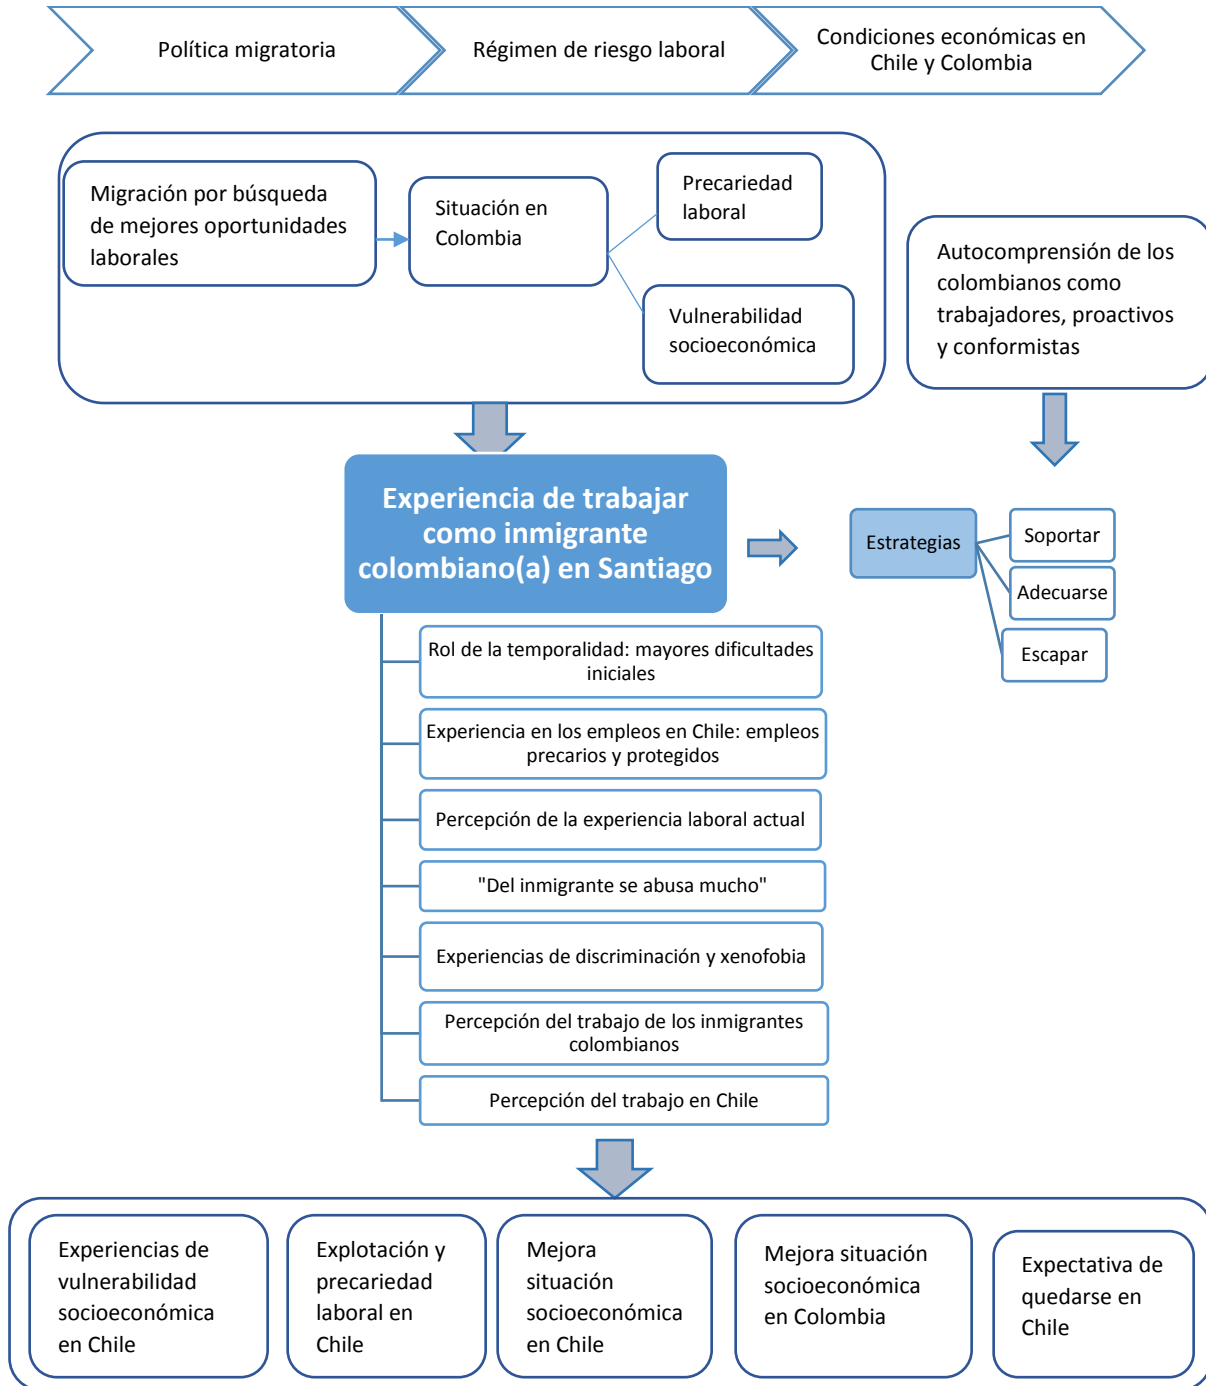 Política migratoria
Régimen de riesgo laboral
Condiciones económicas en
Chile y Colombia
Migración por búsqueda
de mejores oportunidades
laborales
Situación en
Colombia
Precariedad
laboral
Vulnerabilidad
socioeconómica
Autocomprensión de los
colombianos como
trabajadores, proactivos
y conformistas
Experiencia de trabajar
como inmigrante
colombiano(a) en Santiago
Estrategias
Soportar
Adecuarse
Escapar
Rol de la temporalidad: mayores dificultades
iniciales
Experiencia en los empleos en Chile: empleos
precarios y protegidos
Percepción de la experiencia laboral actual
"Del inmigrante se abusa mucho"
Experiencias de discriminación y xenofobia
Percepción del trabajo de los inmigrantes
colombianos
Percepción del trabajo en Chile
Experiencias de
vulnerabilidad
socioeconómica
en Chile
Explotación y
precariedad
laboral en
Chile
Mejora
situación
socioeconómica
en Chile
Mejora situación
socioeconómica
en Colombia
Expectativa de
quedarse en
Chile